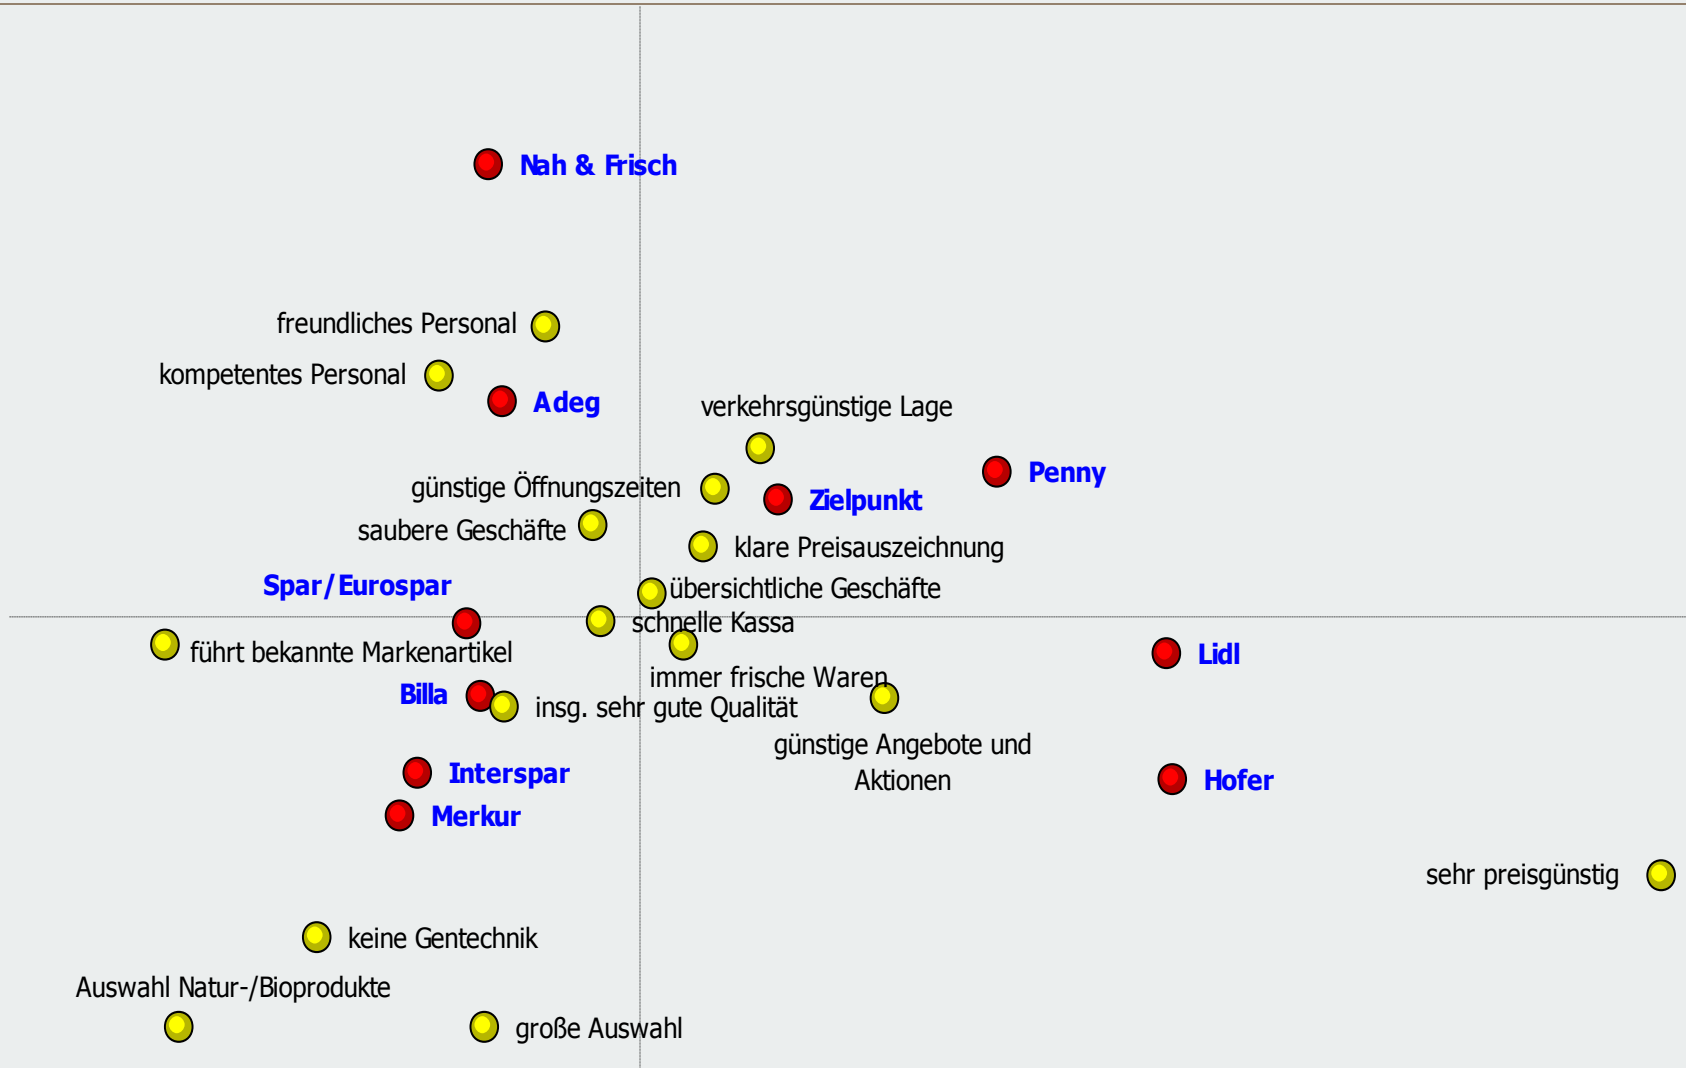 Nah & Frisch
freundliches Personal
kompetentes Personal
Adeg
verkehrsgünstige Lage
Penny
günstige Öffnungszeiten
Zielpunkt
saubere Geschäfte
klare Preisauszeichnung
Spar/Eurospar
übersichtliche Geschäfte
schnelle Kassa
führt bekannte Markenartikel
Lidl
immer frische Waren
Billa
insg. sehr gute Qualität
günstige Angebote und
Aktionen
Interspar
Hofer
Merkur
sehr preisgünstig
keine Gentechnik
Auswahl Natur-/Bioprodukte
große Auswahl